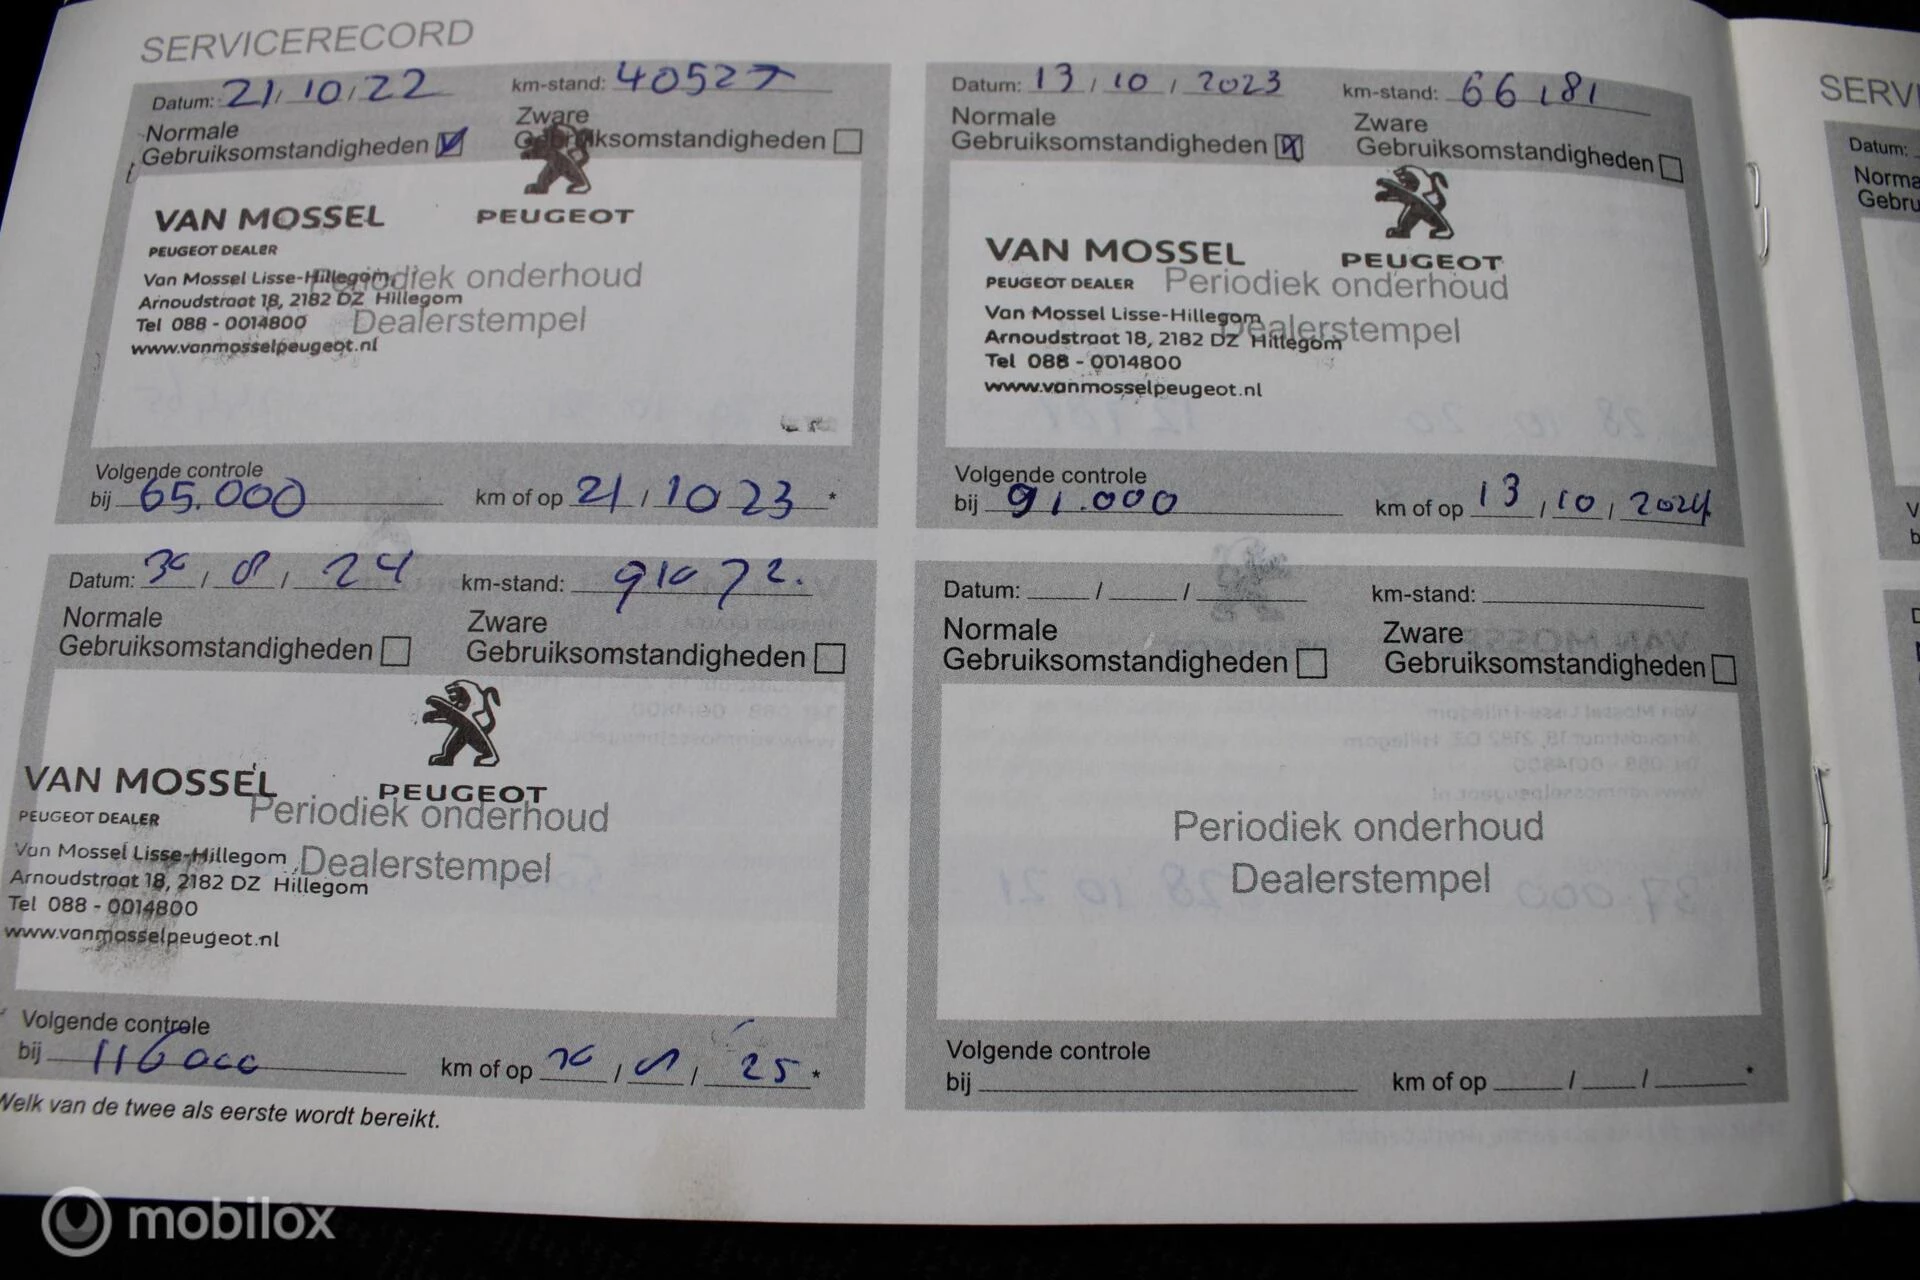 SERVICERECORD
Datum: 21/10/22 km-stand: 40527
Normale
Gebruiksomstandigheden
Zware
Gebruiksomstandigheden
VAN MOSSEL PEUGEOT
PEUGEOT DEALER
Van Mossel Lisse-Hillegom
Periodiek onderhoud
Arnoudstraat 18, 2182 DZ Hillegom
Tel 088 - 0014800
Dealerstempel
www.vanmosselpeugeot.nl
Volgende controle
bij 65.000 km of op 21/10 23 *
Datum: 13/10/2023 km-stand: 66181
Normale
Gebruiksomstandigheden
Zware
Gebruiksomstandigheden
VAN MOSSEL PEUGEOT
PEUGEOT DEALER
Periodiek onderhoud
Van Mossel Lisse-Hillegom
Dealerstempel
Arnoudstraat 18, 2182 DZ Hillegom
Tel 088 - 0014800
www.vanmosselpeugeot.nl
Volgende controle
bij 91.000 km of op 13/10/2024
Datum: 30/8/24 km-stand: 91072.
Normale
Gebruiksomstandigheden
Zware
Gebruiksomstandigheden
VAN MOSSEL PEUGEOT
PEUGEOT DEALER
Periodiek onderhoud
Van Mossel Lisse-Hillegom
Dealerstempel
Arnoudstraat 18, 2182 DZ Hillegom
Tel 088 - 0014800
www.vanmosselpeugeot.nl
Volgende controle
bij 116000 km of op 30/8/25 *
Welk van de twee als eerste wordt bereikt.
Datum: / / km-stand:
Normale
Gebruiksomstandigheden
Zware
Gebruiksomstandigheden
Periodiek onderhoud
Dealerstempel
Volgende controle
bij km of op / / *
SERVI
Datum:
Norma
Gebru
mobilox